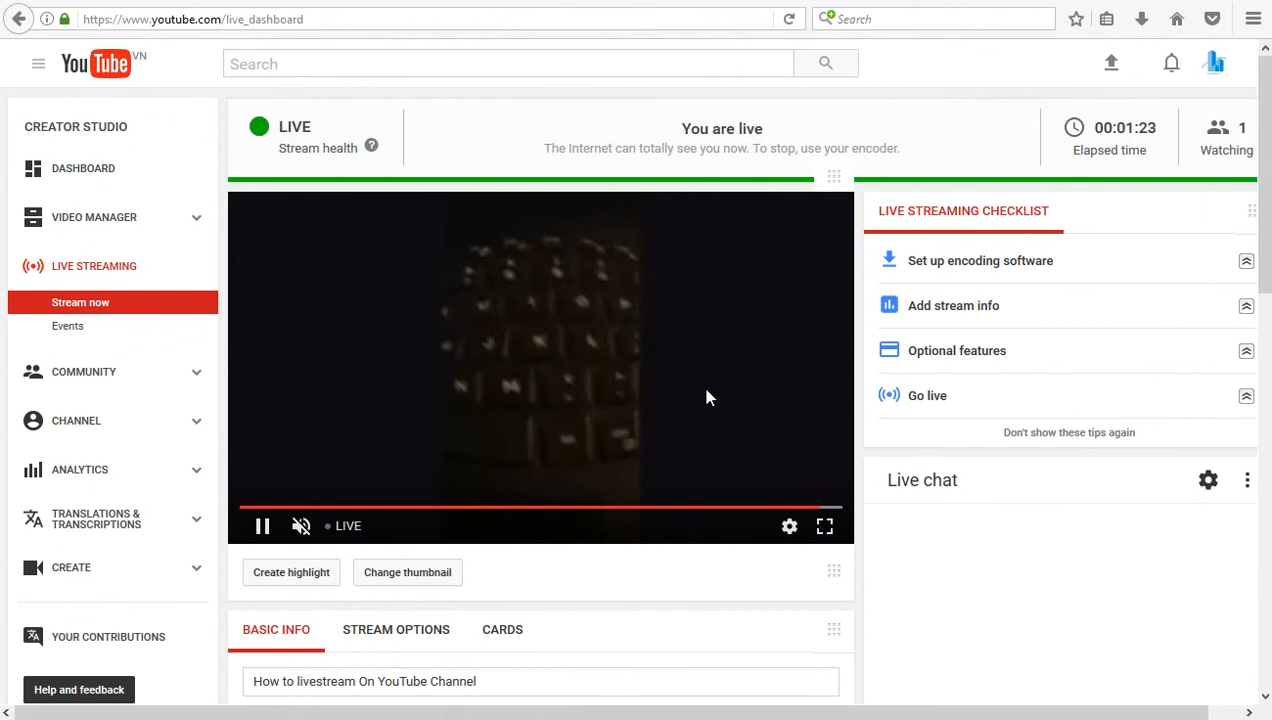 https://www.youtube.com/live_dashboard
Search
YouTube VN
Search
CREATOR STUDIO
DASHBOARD
VIDEO MANAGER
LIVE STREAMING
Stream now
Events
COMMUNITY
CHANNEL
ANALYTICS
TRANSLATIONS &
TRANSCRIPTIONS
CREATE
YOUR CONTRIBUTIONS
Help and feedback
LIVE
Stream health ?
You are live
The Internet can totally see you now. To stop, use your encoder.
00:01:23
Elapsed time
1
Watching
LIVE
Create highlight
Change thumbnail
BASIC INFO
STREAM OPTIONS
CARDS
How to livestream On YouTube Channel
LIVE STREAMING CHECKLIST
Set up encoding software
Add stream info
Optional features
Go live
Don't show these tips again
Live chat